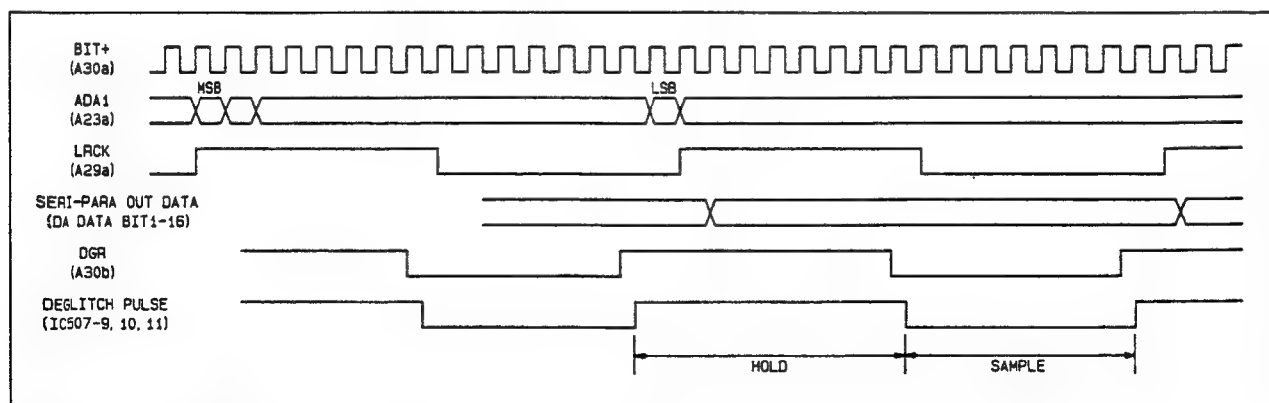 BIT+
(A30a)
MSB
LSB
ADA1
(A23a)
LRCK
(A29a)
SERI-PARA OUT DATA
(DA DATA BIT1-16)
DGR
(A30b)
DEGLITCH PULSE
(IC507-9, 10, 11)
HOLD
SAMPLE